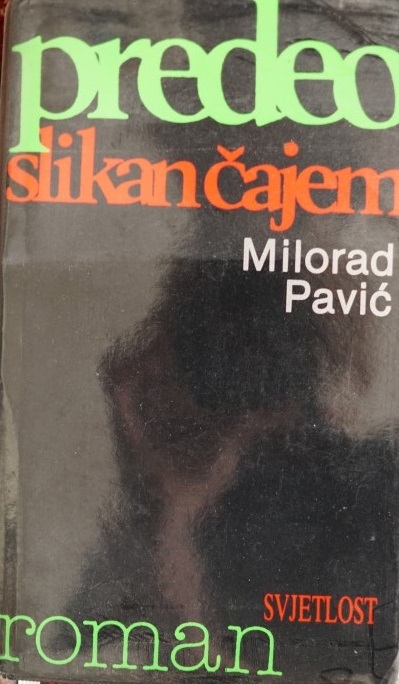 predeo
slikan čajem
Milorad
Pavić
SVJETLOST
roman